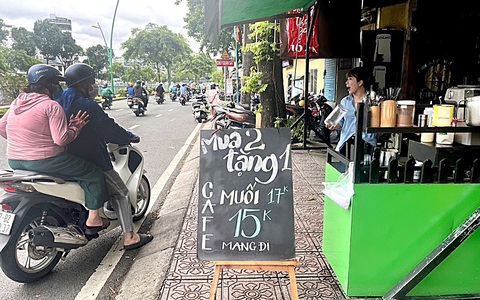 Mua 2
tặng 1
CAFE
MUỐI 17K
15K
MANG ĐI